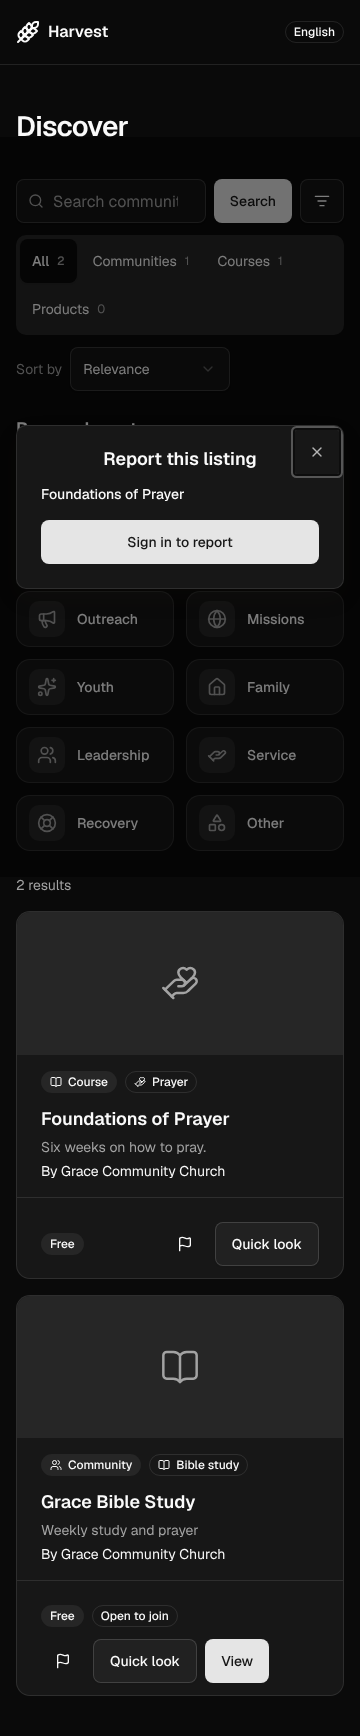 Harvest
English
Discover
Search
All 2
Communities 1
Courses 1
Products 0
Sort by
Relevance
Report this listing
Foundations of Prayer
Sign in to report
Outreach
Missions
Youth
Family
Leadership
Service
Recovery
Other
2 results
Course
Prayer
Foundations of Prayer
Six weeks on how to pray.
By Grace Community Church
Free
Quick look
Community
Bible study
Grace Bible Study
Weekly study and prayer
By Grace Community Church
Free
Open to join
Quick look
View